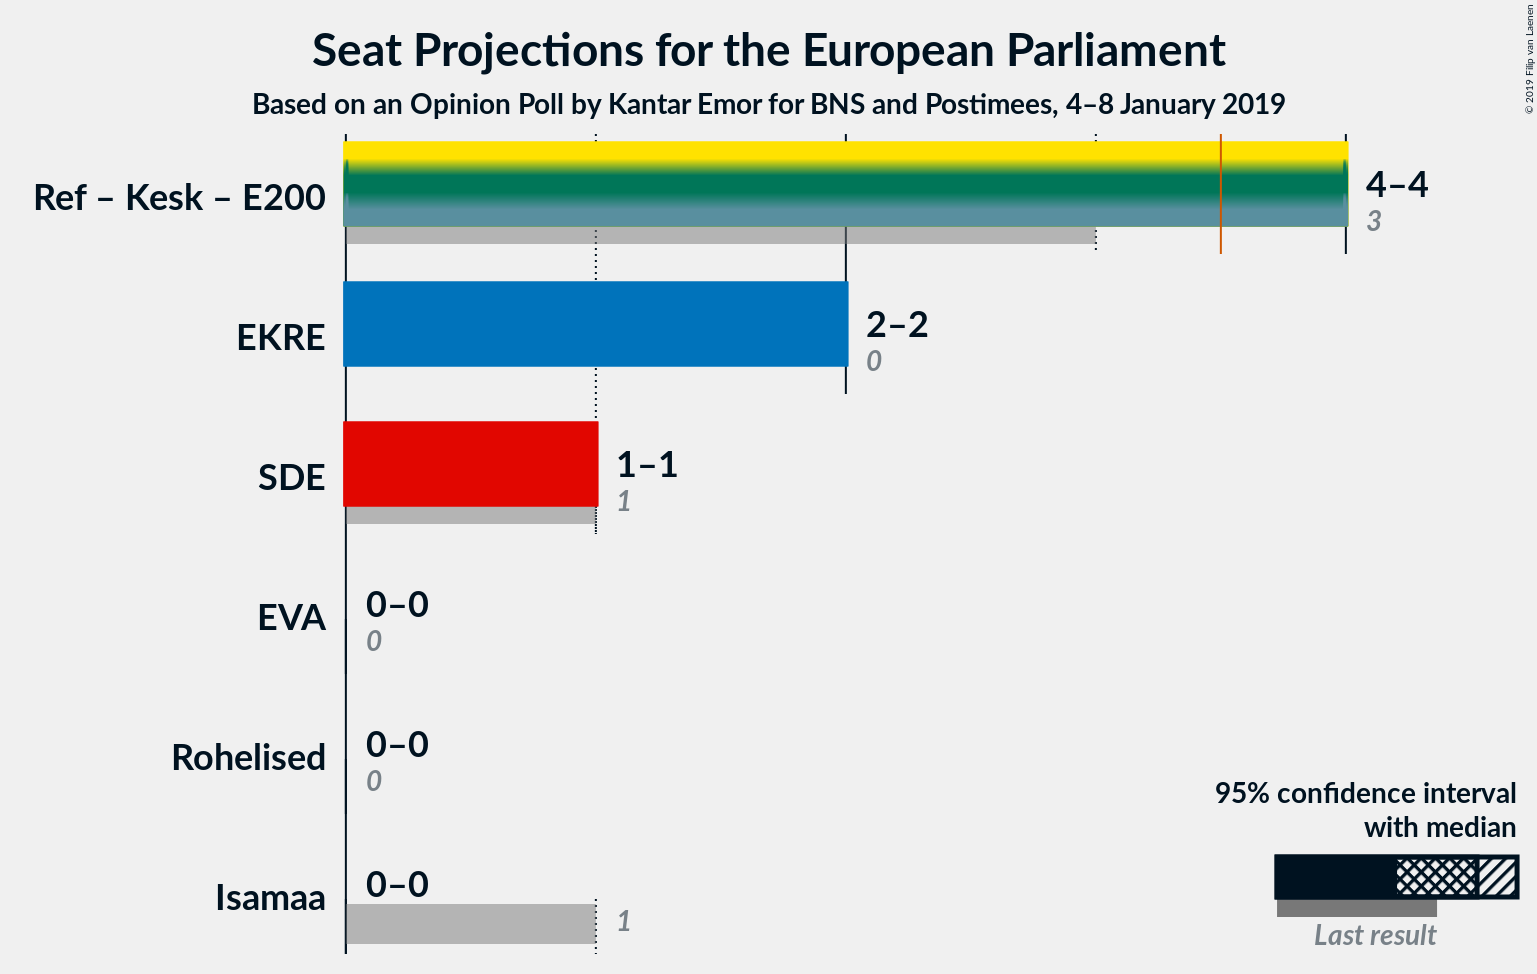 Seat Projections for the European Parliament
Based on an Opinion Poll by Kantar Emor for BNS and Postimees, 4–8 January 2019
© 2019 Filip van Laenen
Ref – Kesk – E200
4–4
3
EKRE
2–2
0
SDE
1–1
1
EVA
0–0
0
Rohelised
0–0
0
Isamaa
0–0
1
95% confidence interval
with median
Last result